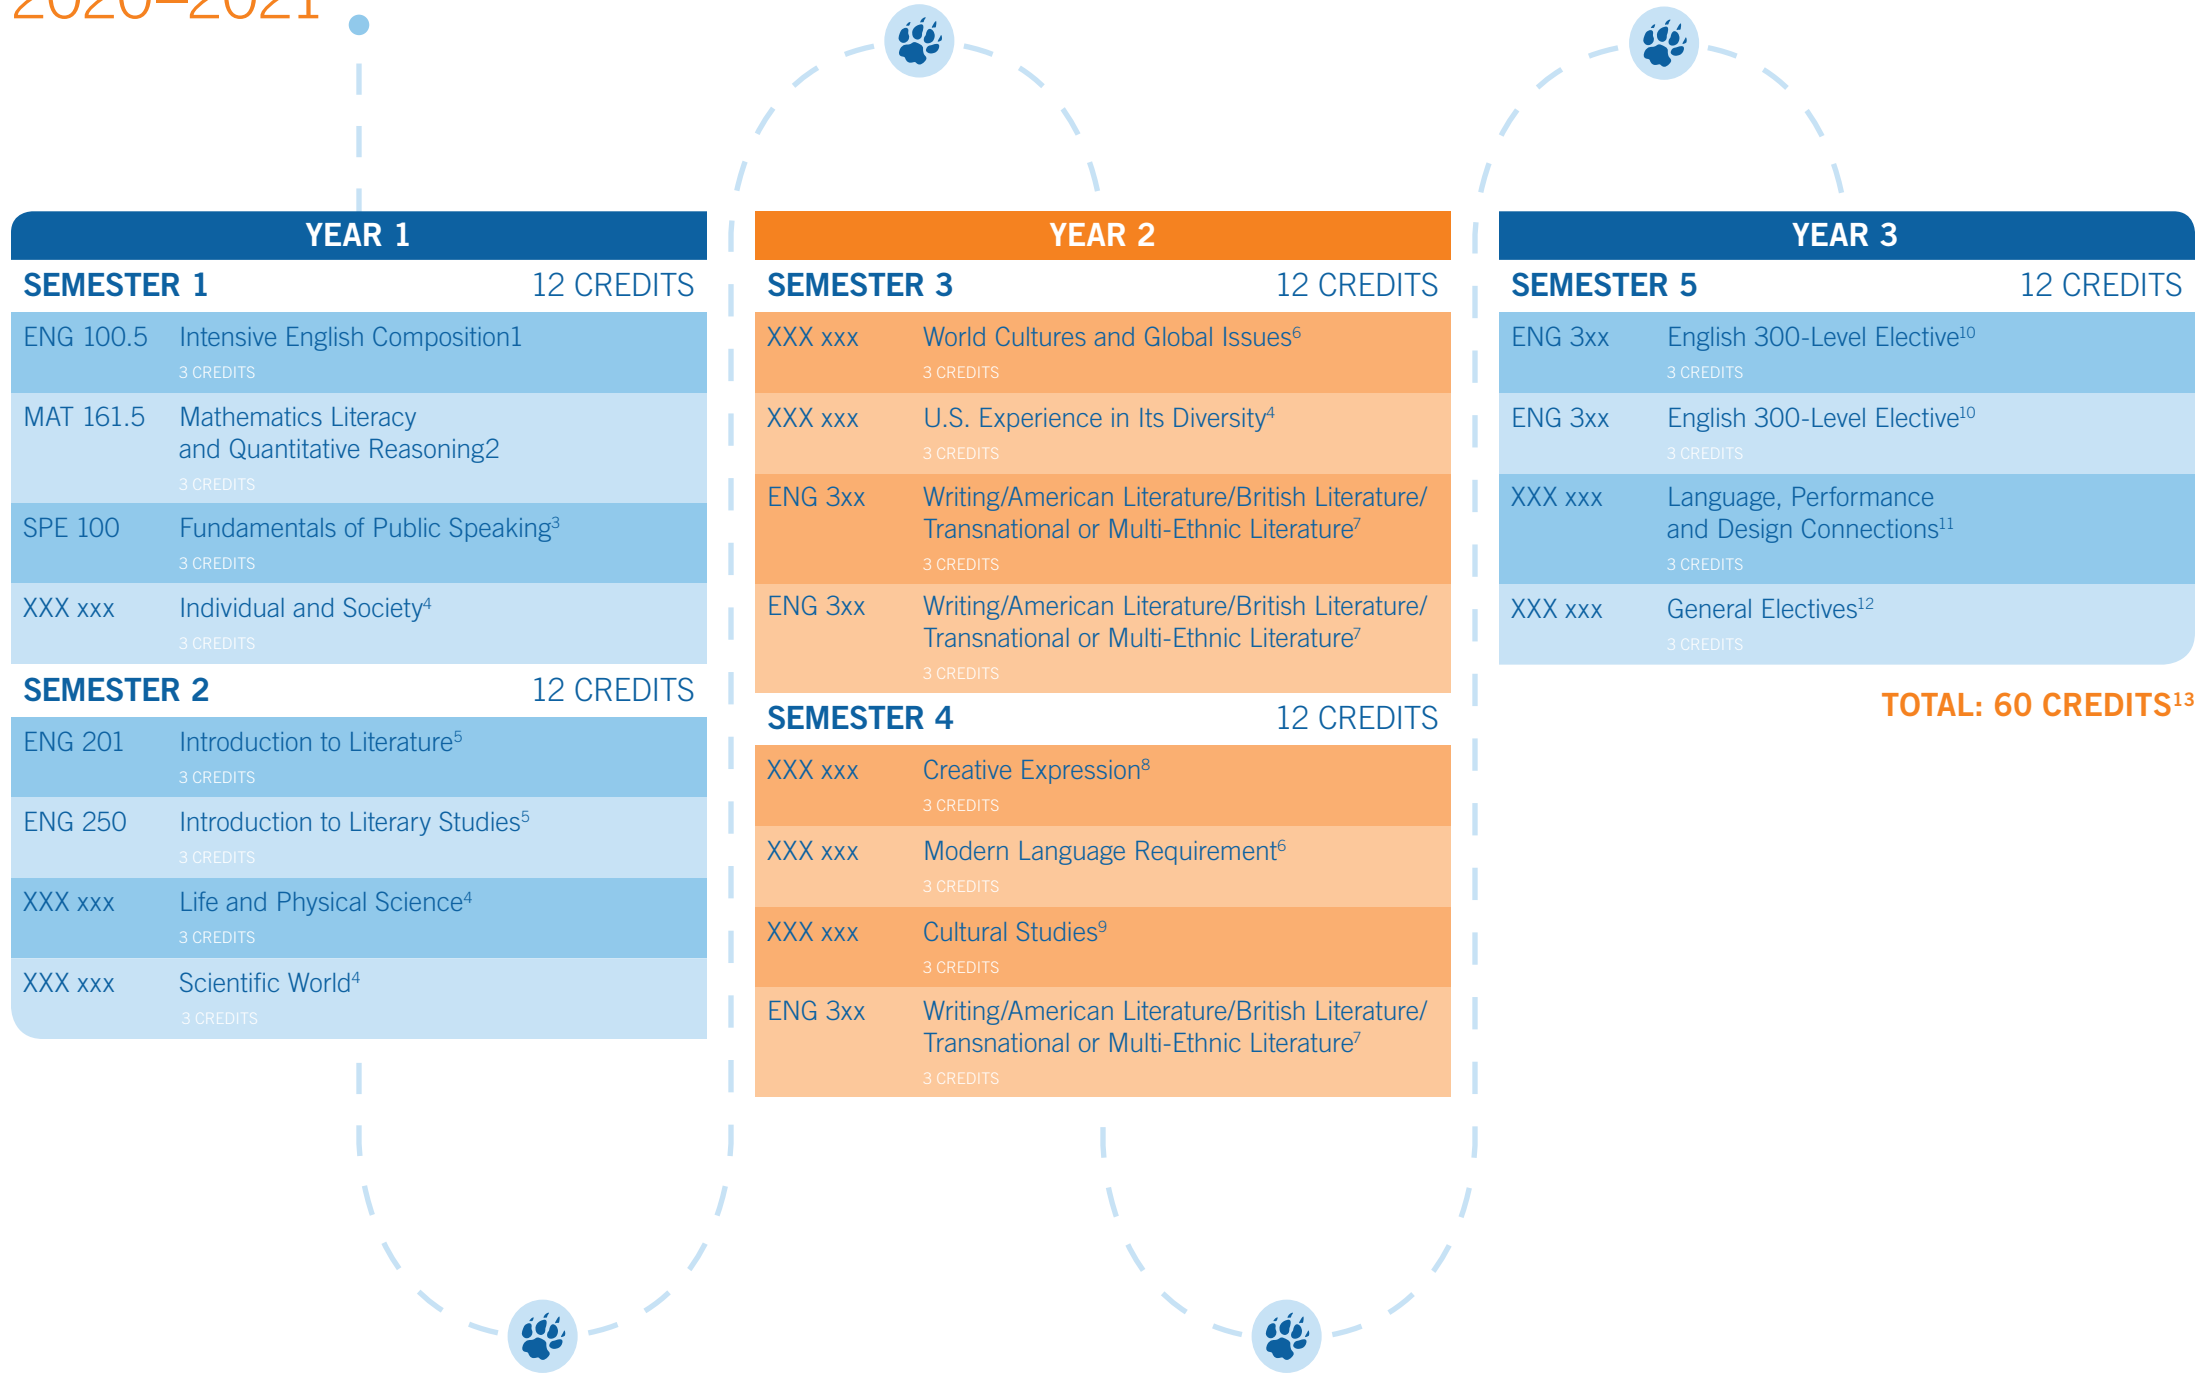 2020–2021
YEAR 1
SEMESTER 1 12 CREDITS
ENG 100.5 Intensive English Composition1
3 CREDITS
MAT 161.5 Mathematics Literacy
and Quantitative Reasoning2
3 CREDITS
SPE 100 Fundamentals of Public Speaking³
3 CREDITS
XXX xxx Individual and Society⁴
3 CREDITS
SEMESTER 2 12 CREDITS
ENG 201 Introduction to Literature⁵
3 CREDITS
ENG 250 Introduction to Literary Studies⁵
3 CREDITS
XXX xxx Life and Physical Science⁴
3 CREDITS
XXX xxx Scientific World⁴
3 CREDITS
YEAR 2
SEMESTER 3 12 CREDITS
XXX xxx World Cultures and Global Issues⁶
3 CREDITS
XXX xxx U.S. Experience in Its Diversity⁴
3 CREDITS
ENG 3xx Writing/American Literature/British Literature/
Transnational or Multi-Ethnic Literature⁷
3 CREDITS
ENG 3xx Writing/American Literature/British Literature/
Transnational or Multi-Ethnic Literature⁷
3 CREDITS
SEMESTER 4 12 CREDITS
XXX xxx Creative Expression⁸
3 CREDITS
XXX xxx Modern Language Requirement⁶
3 CREDITS
XXX xxx Cultural Studies⁹
3 CREDITS
ENG 3xx Writing/American Literature/British Literature/
Transnational or Multi-Ethnic Literature⁷
3 CREDITS
YEAR 3
SEMESTER 5 12 CREDITS
ENG 3xx English 300-Level Elective¹⁰
3 CREDITS
ENG 3xx English 300-Level Elective¹⁰
3 CREDITS
XXX xxx Language, Performance
and Design Connections¹¹
3 CREDITS
XXX xxx General Electives¹²
3 CREDITS
TOTAL: 60 CREDITS¹³